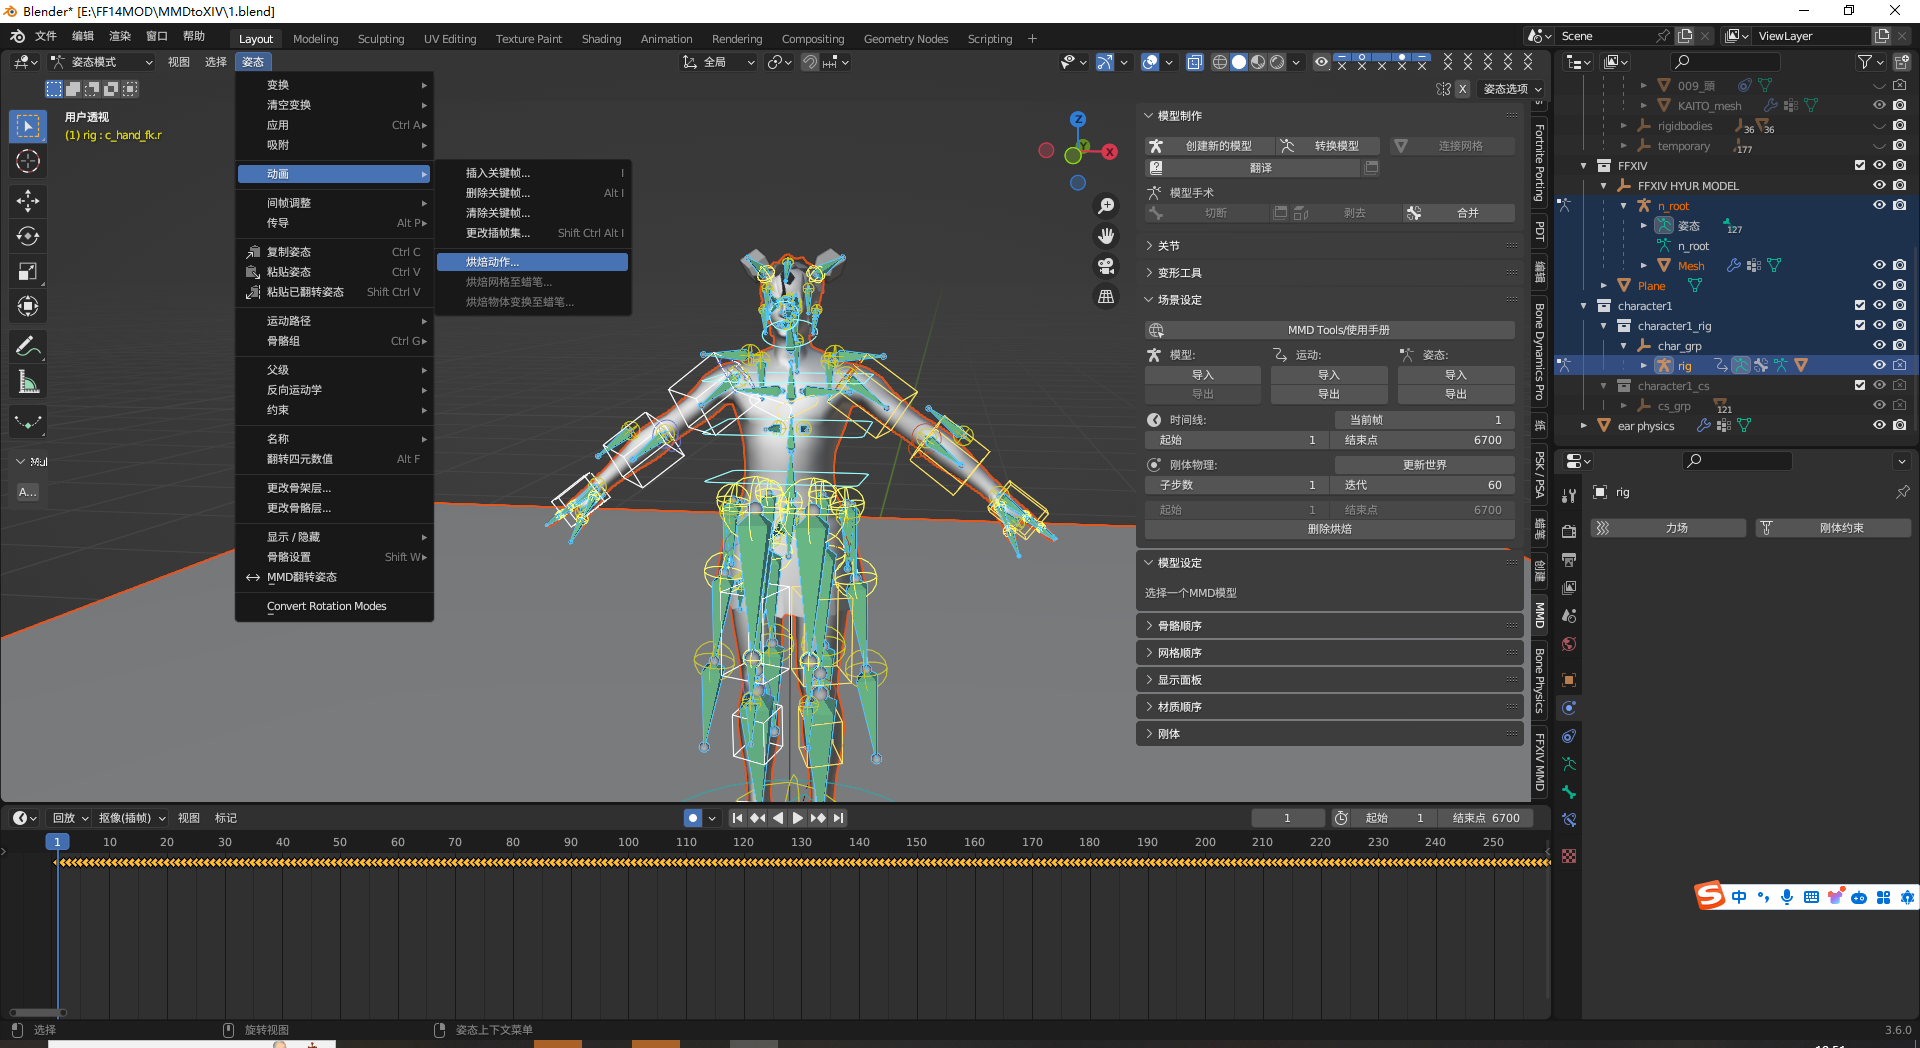 Blender* [E:\FF14MOD\MMDtoXIV\1.blend]
文件 编辑 渲染 窗口 帮助 Layout Modeling Sculpting UV Editing Texture Paint Shading Animation Rendering Compositing Geometry Nodes Scripting + Scene ViewLayer
姿态模式 视图 选择 姿态 全局
X 姿态选项
用户透视
(1) rig : c_hand_fk.r
Mul
A...
变换
清空变换
应用 Ctrl A
吸附
动画
间帧调整
传导 Alt P
复制姿态 Ctrl C
粘贴姿态 Ctrl V
粘贴已翻转姿态 Shift Ctrl V
运动路径
骨骼组 Ctrl G
父级
反向运动学
约束
名称
翻转四元数值 Alt F
更改骨架层...
更改骨骼层...
显示 / 隐藏
骨骼设置 Shift W
MMD翻转姿态
Convert Rotation Modes
插入关键帧... I
删除关键帧... Alt I
清除关键帧...
更改插帧集... Shift Ctrl Alt I
烘焙动作...
烘焙网格至蜡笔...
烘焙物体变换至蜡笔...
Z
Y
X
模型制作
创建新的模型 转换模型 连接网格
翻译
模型手术
切断 剥去 合并
关节
变形工具
场景设定
MMD Tools/使用手册
模型: 运动: 姿态:
导入 导入 导入
导出 导出 导出
时间线: 当前帧 1
起始 1 结束点 6700
刚体物理: 更新世界
子步数 1 迭代 60
起始 1 结束点 6700
删除烘焙
模型设定
选择一个MMD模型
骨骼顺序
网格顺序
显示面板
材质顺序
刚体
Fortnite Porting
PDT
编辑
Bone Dynamics Pro
纸
PSK / PSA
蜡笔
创建
MMD
Bone Physics
FFXIV MMD
009_頭
KAITO_mesh
rigidbodies 36 36
temporary 177
FFXIV
FFXIV HYUR MODEL
n_root
姿态 127
n_root
Mesh
Plane
character1
character1_rig
char_grp
rig
character1_cs
cs_grp 121
ear physics
rig
力场 刚体约束
回放 抠像(插帧) 视图 标记 1 起始 1 结束点 6700
1 10 20 30 40 50 60 70 80 90 100 110 120 130 140 150 160 170 180 190 200 210 220 230 240 250
S 中
选择 旋转视图 姿态上下文菜单 3.6.0